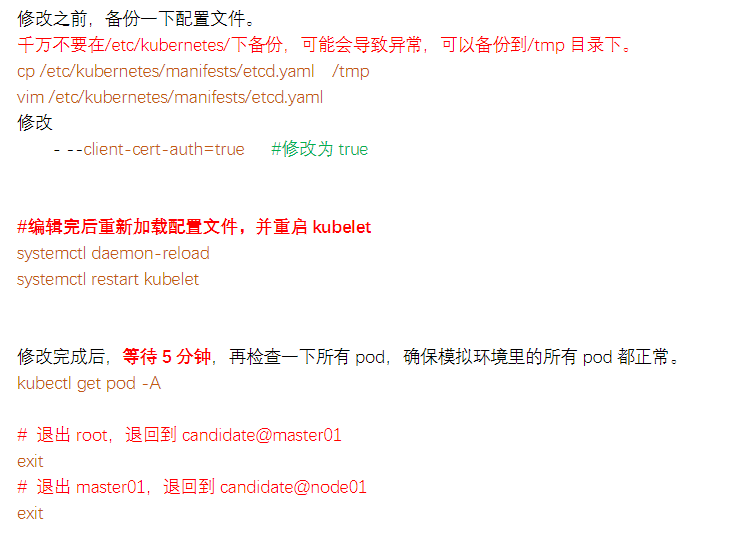 修改之前，备份一下配置文件。
千万不要在/etc/kubernetes/下备份，可能会导致异常，可以备份到/tmp 目录下。
cp /etc/kubernetes/manifests/etcd.yaml /tmp
vim /etc/kubernetes/manifests/etcd.yaml
修改
- --client-cert-auth=true #修改为 true
#编辑完后重新加载配置文件，并重启 kubelet
systemctl daemon-reload
systemctl restart kubelet
修改完成后，等待 5 分钟，再检查一下所有 pod，确保模拟环境里的所有 pod 都正常。
kubectl get pod -A
# 退出 root，退回到 candidate@master01
exit
# 退出 master01，退回到 candidate@node01
exit